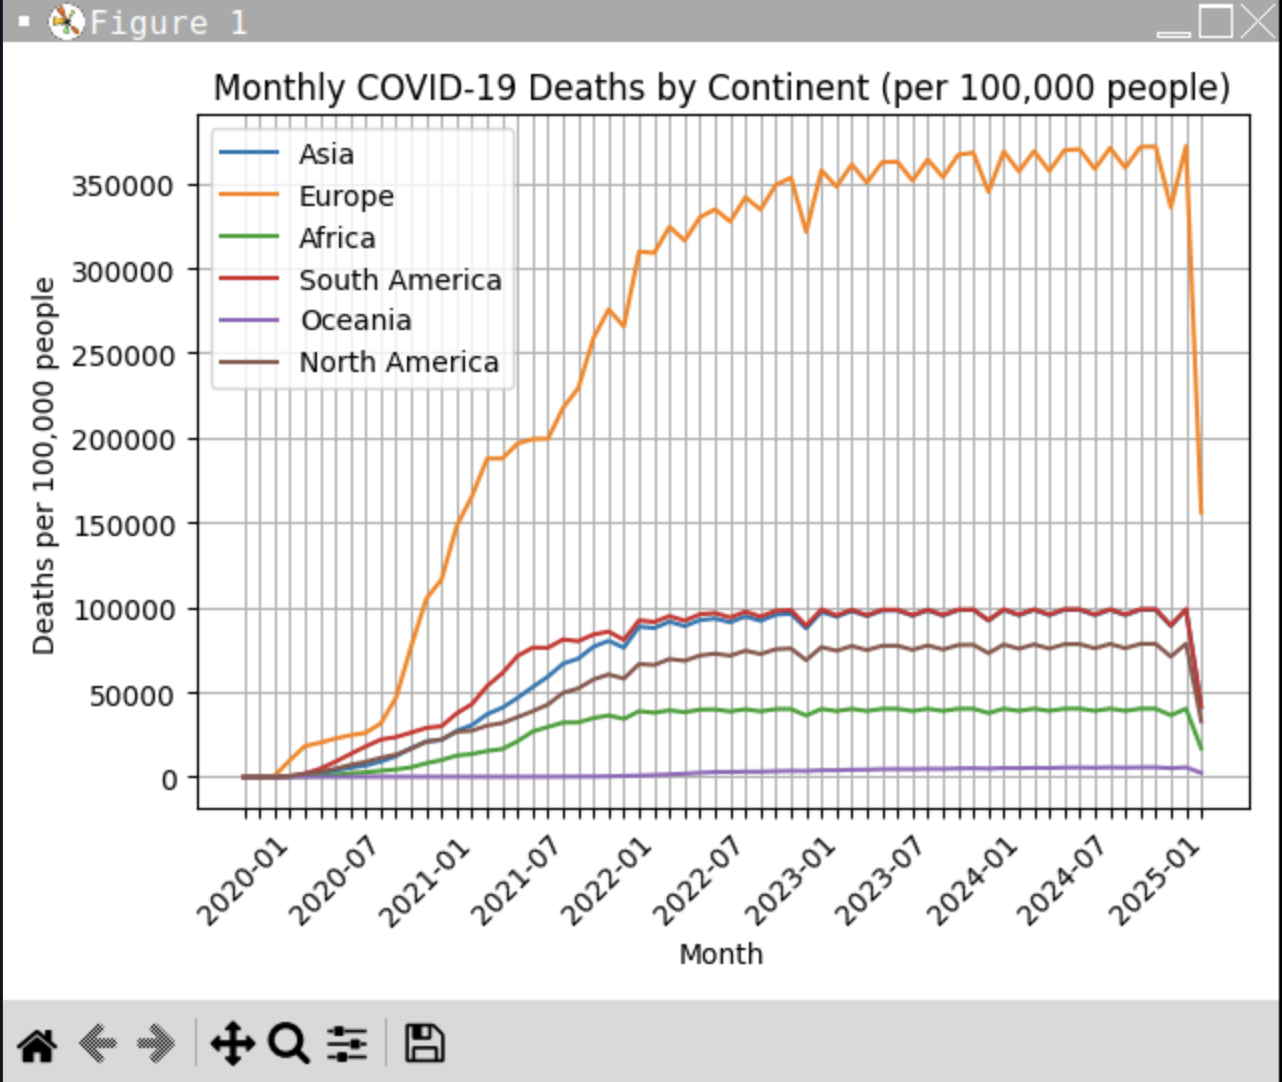 Figure 1
Monthly COVID-19 Deaths by Continent (per 100,000 people)
Asia
Europe
Africa
South America
Oceania
North America
Deaths per 100,000 people
350000
300000
250000
200000
150000
100000
50000
0
2020-01
2020-07
2021-01
2021-07
2022-01
2022-07
2023-01
2023-07
2024-01
2024-07
2025-01
Month